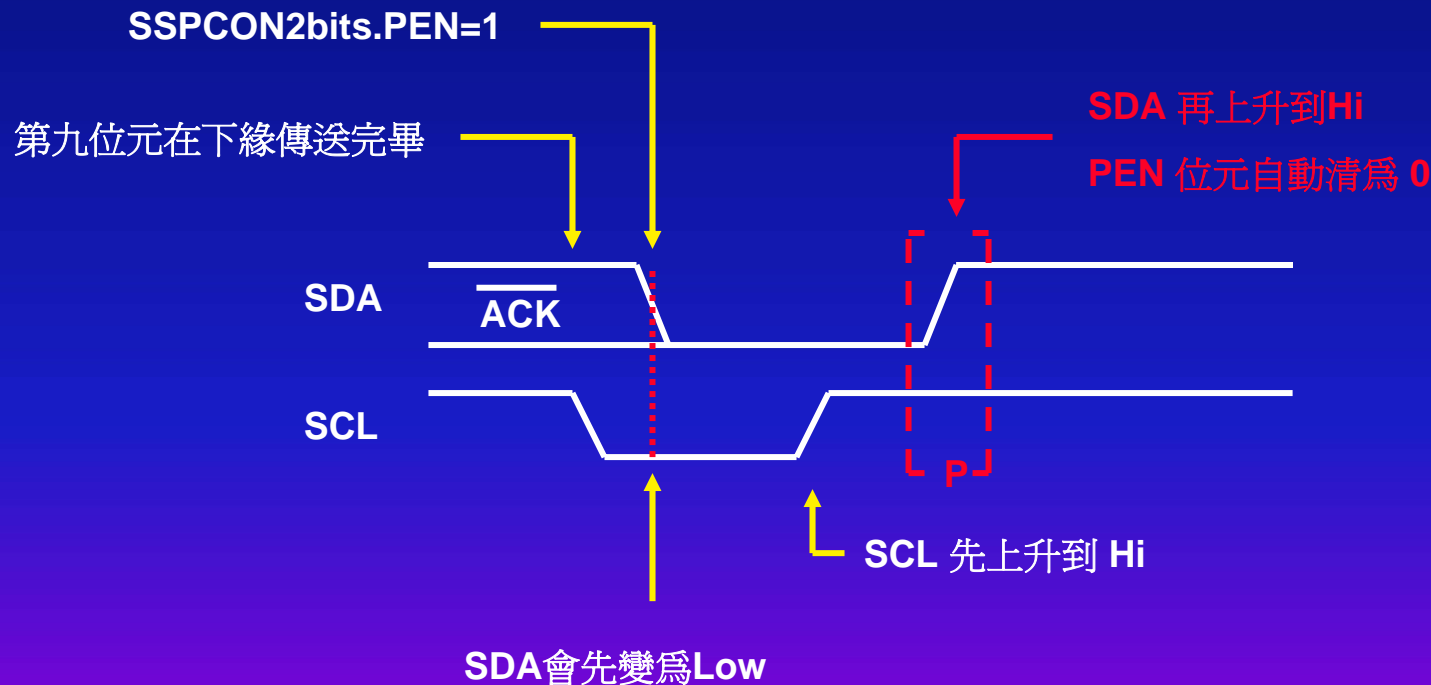 SSPCON2bits.PEN=1
第九位元在下緣傳送完畢
SDA 再上升到Hi
PEN 位元自動清爲 0
SDA
ACK
SCL
P
SCL 先上升到 Hi
SDA會先變爲Low